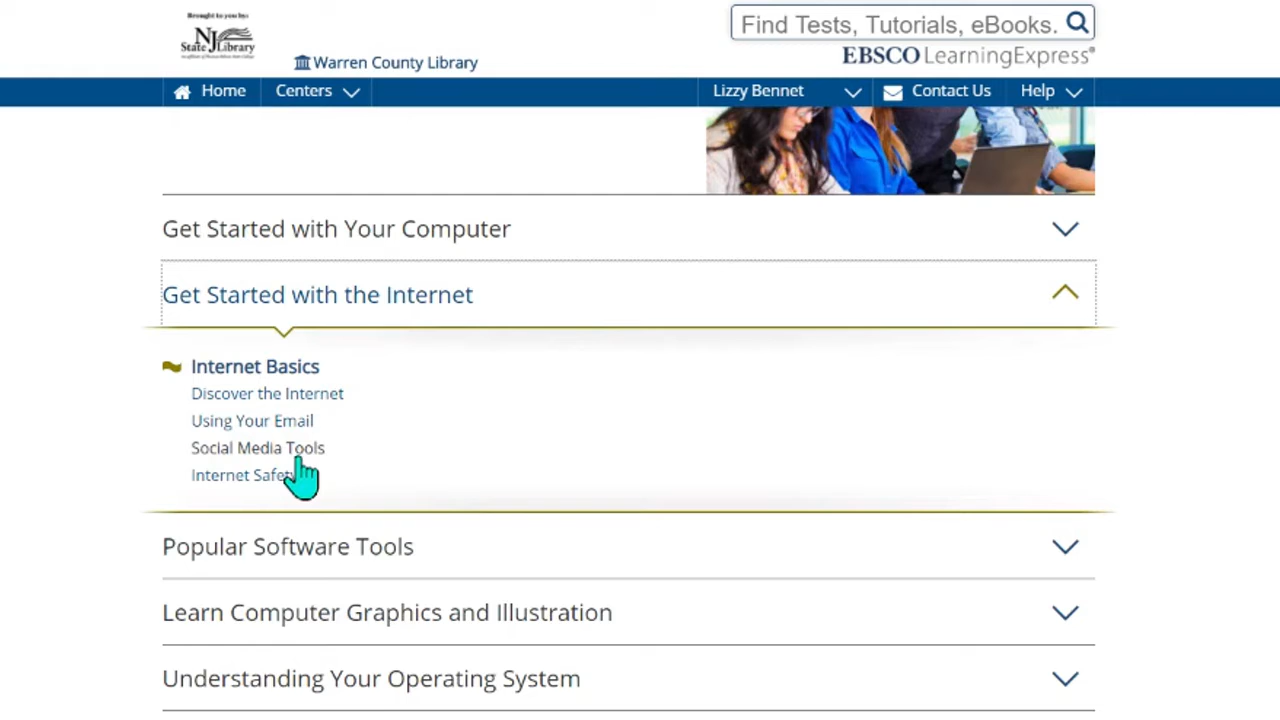 Brought to you by:
NJ
State Library
Find Tests, Tutorials, eBooks.
Warren County Library
EBSCO LearningExpress®
Home
Centers
Lizzy Bennet
Contact Us
Help
Get Started with Your Computer
Get Started with the Internet
Internet Basics
Discover the Internet
Using Your Email
Social Media Tools
Internet Safety
Popular Software Tools
Learn Computer Graphics and Illustration
Understanding Your Operating System